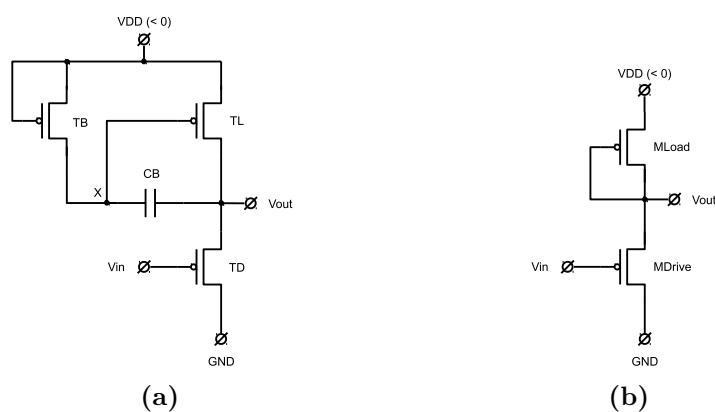 VDD (< 0)
TB
TL
CB
X
Vout
Vin
TD
GND
(a)
VDD (< 0)
MLoad
Vout
Vin
MDrive
GND
(b)